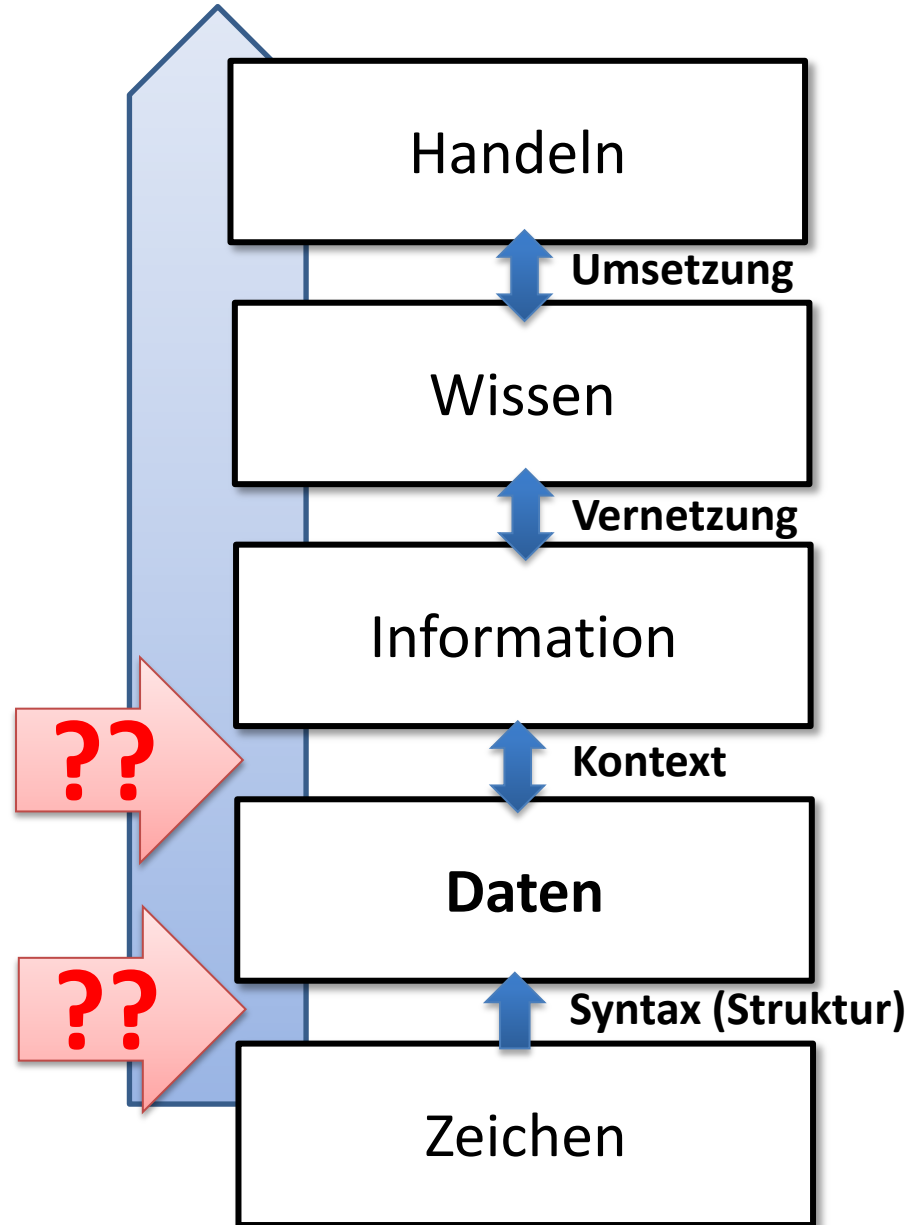 Handeln
Umsetzung
Wissen
Vernetzung
Information
??
Kontext
Daten
??
Syntax (Struktur)
Zeichen